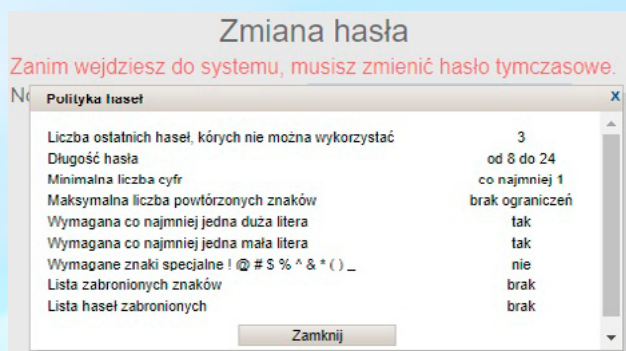 Zmiana hasła
Zanim wejdziesz do systemu, musisz zmienić hasło tymczasowe.
No
Polityka haseł X
Liczba ostatnich haseł, kórych nie można wykorzystać 3
Długość hasła od 8 do 24
Minimalna liczba cyfr co najmniej 1
Maksymalna liczba powtórzonych znaków brak ograniczeń
Wymagana co najmniej jedna duża litera tak
Wymagana co najmniej jedna mała litera tak
Wymagane znaki specjalne ! @ # $ % ^ & * ( ) _ nie
Lista zabronionych znaków brak
Lista haseł zabronionych brak
Zamknij